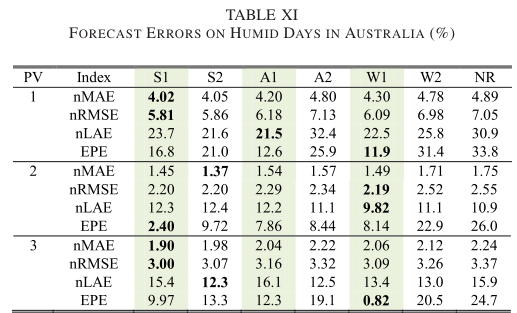 TABLE XI
FORECAST ERRORS ON HUMID DAYS IN AUSTRALIA (%)
PV Index S1 S2 A1 A2 W1 W2 NR
1 nMAE 4.02 4.05 4.20 4.80 4.30 4.78 4.89
nRMSE 5.81 5.86 6.18 7.13 6.09 6.98 7.05
nLAE 23.7 21.6 21.5 32.4 22.5 25.8 30.9
EPE 16.8 21.0 12.6 25.9 11.9 31.4 33.8
2 nMAE 1.45 1.37 1.54 1.57 1.49 1.71 1.75
nRMSE 2.20 2.20 2.29 2.34 2.19 2.52 2.55
nLAE 12.3 12.4 12.2 11.1 9.82 11.1 10.9
EPE 2.40 9.72 7.86 8.44 8.14 22.9 26.0
3 nMAE 1.90 1.98 2.04 2.22 2.06 2.12 2.24
nRMSE 3.00 3.07 3.16 3.32 3.09 3.26 3.37
nLAE 15.4 12.3 16.1 12.5 13.4 13.0 15.9
EPE 9.97 13.3 12.3 19.1 0.82 20.5 24.7